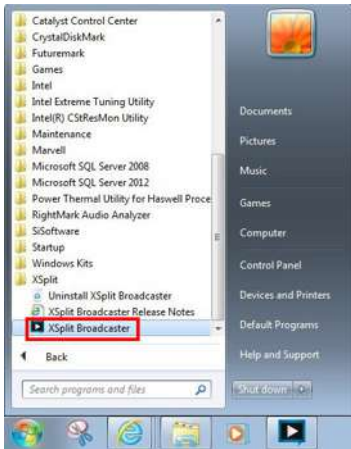 Catalyst Control Center
CrystalDiskMark
Futuremark
Games
Intel
Intel Extreme Tuning Utility
Intel(R) CStResMon Utility
Maintenance
Marvell
Microsoft SQL Server 2008
Microsoft SQL Server 2012
Power Thermal Utility for Haswell Proce
RightMark Audio Analyzer
SiSoftware
Startup
Windows Kits
XSplit
Uninstall XSplit Broadcaster
XSplit Broadcaster Release Notes
XSplit Broadcaster
Back
Search programs and files
Documents
Pictures
Music
Games
Computer
Control Panel
Devices and Printers
Default Programs
Help and Support
Shut down